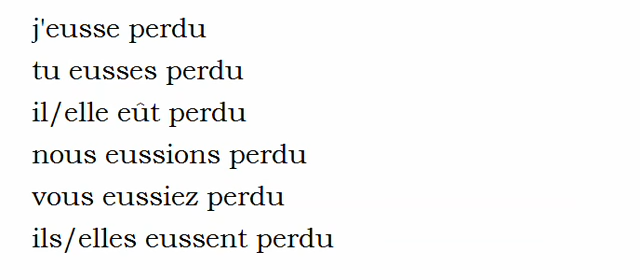 j'eusse perdu
tu eusses perdu
il/elle eût perdu
nous eussions perdu
vous eussiez perdu
ils/elles eussent perdu